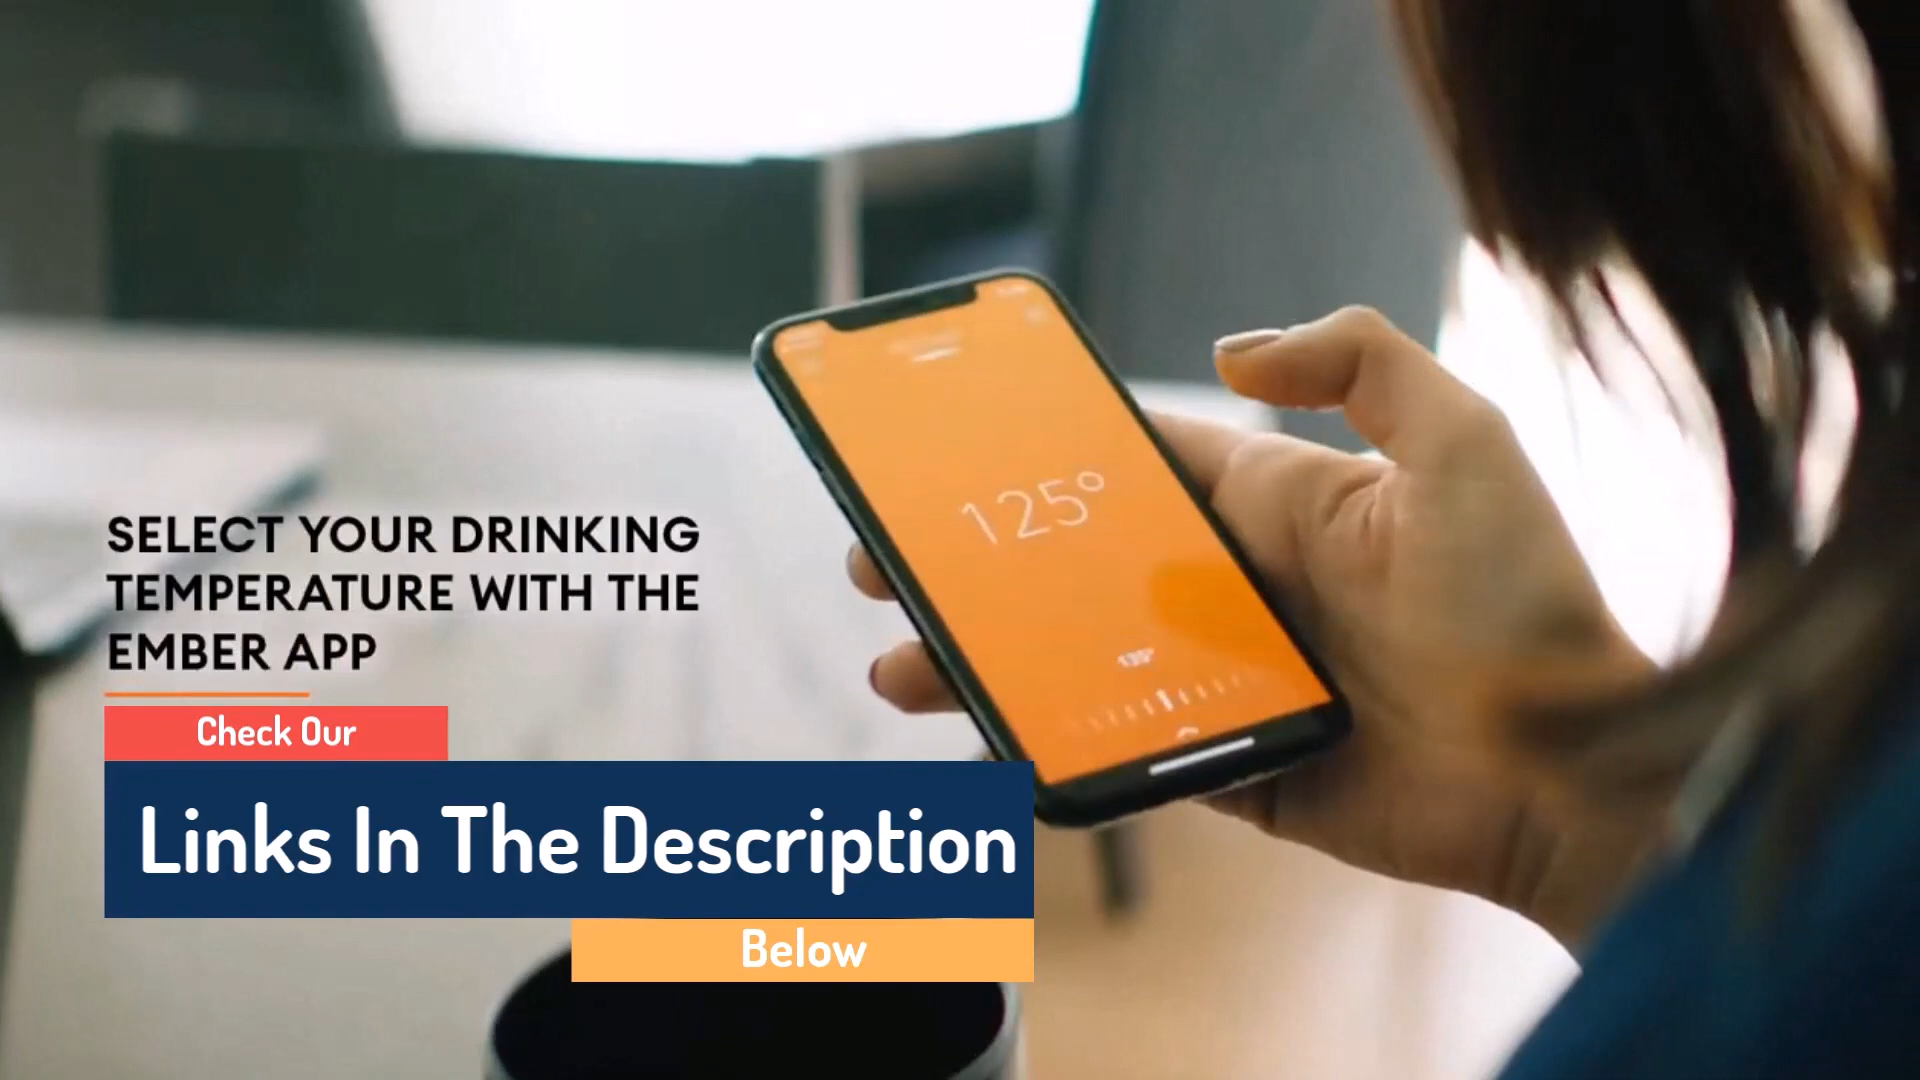 125°
SELECT YOUR DRINKING
TEMPERATURE WITH THE
EMBER APP
Check Our
Links In The Description
Below